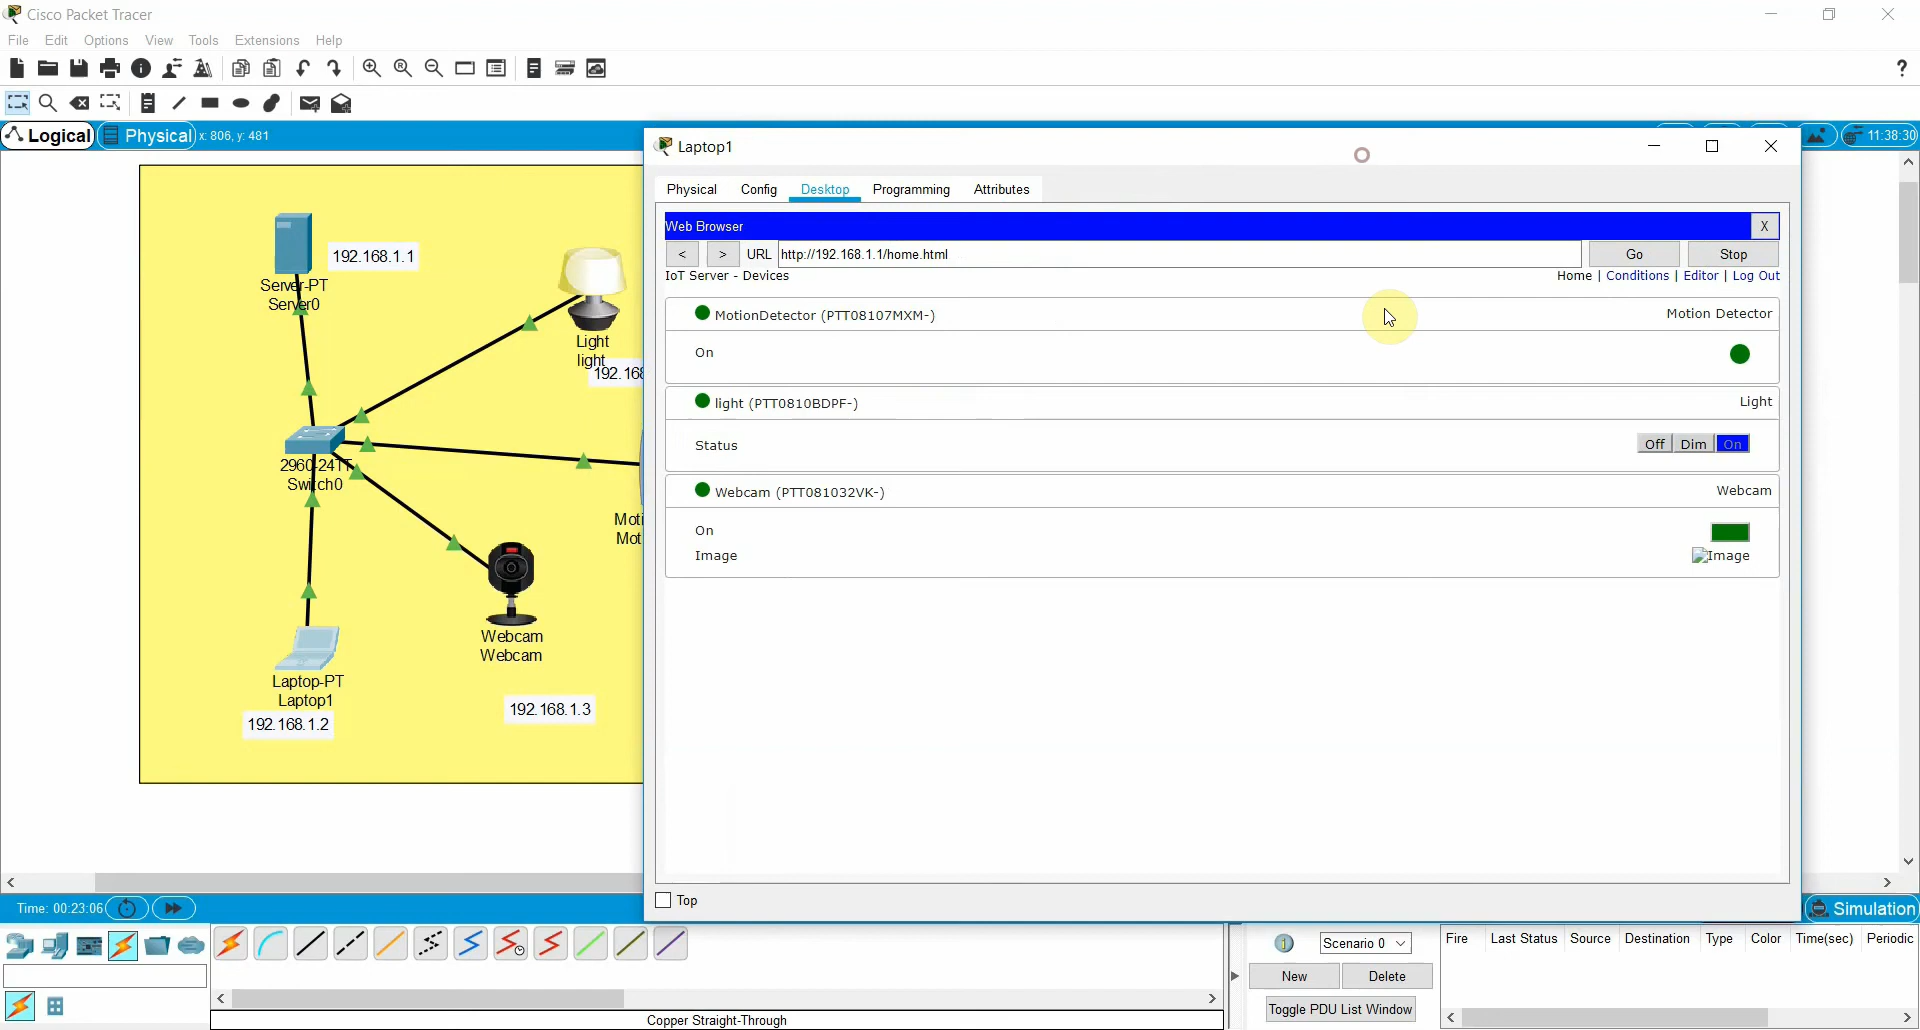 Cisco Packet Tracer
File Edit Options View Tools Extensions Help
?
Logical Physical x: 806, y: 481
11:38:30
Server-PT
Server0
192.168.1.1
Light
light
192.168
2960-24TT
Switch0
Moti
Mot
Webcam
Webcam
Laptop-PT
Laptop1
192.168.1.2
192.168.1.3
Laptop1
Physical Config Desktop Programming Attributes
Web Browser X
< > URL http://192.168.1.1/home.html Go Stop
IoT Server - Devices Home | Conditions | Editor | Log Out
MotionDetector (PTT08107MXM-) Motion Detector
On
light (PTT0810BDPF-) Light
Status Off Dim On
Webcam (PTT081032VK-) Webcam
On
Image Image
Top
Time: 00:23:06
Simulation
Copper Straight-Through
Scenario 0
New Delete
Toggle PDU List Window
Fire Last Status Source Destination Type Color Time(sec) Periodic